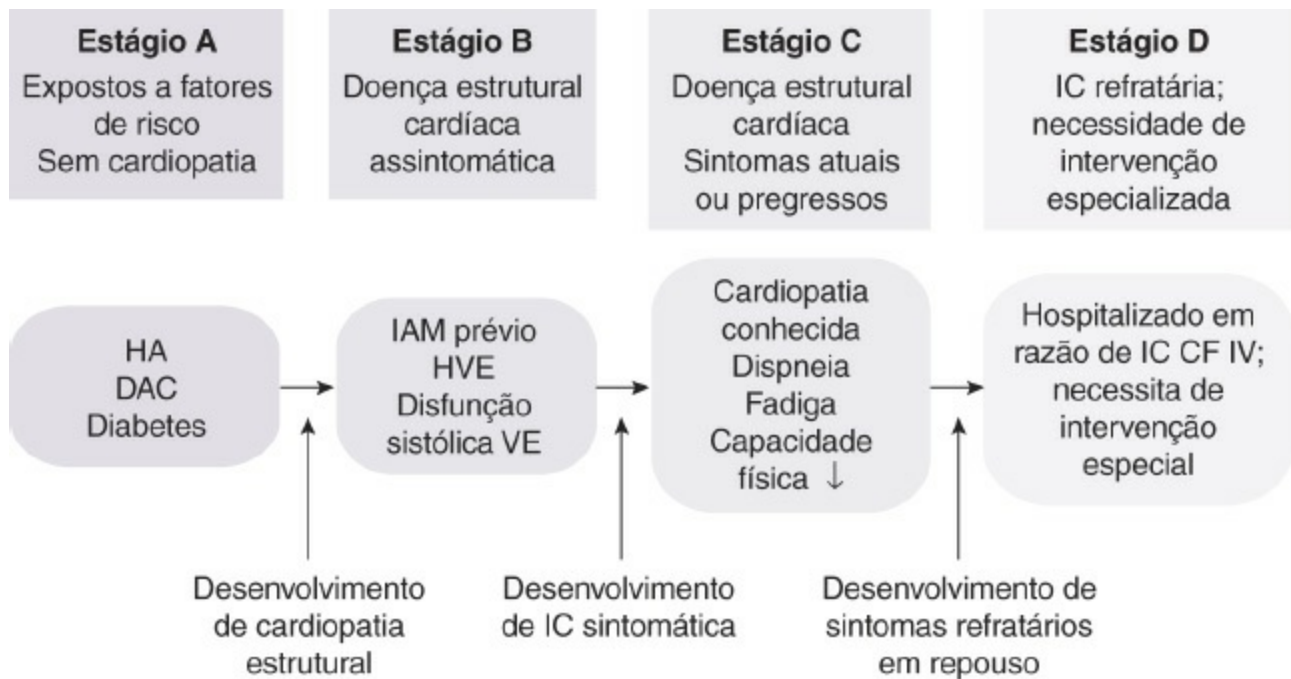 Estágio A
Expostos a fatores
de risco
Sem cardiopatia
Estágio B
Doença estrutural
cardíaca
assintomática
Estágio C
Doença estrutural
cardíaca
Sintomas atuais
ou pregressos
Estágio D
IC refratária;
necessidade de
intervenção
especializada
HA
DAC
Diabetes
IAM prévio
HVE
Disfunção
sistólica VE
Cardiopatia
conhecida
Dispneia
Fadiga
Capacidade
física ↓
Hospitalizado em
razão de IC CF IV;
necessita de
intervenção
especial
Desenvolvimento
de cardiopatia
estrutural
Desenvolvimento
de IC sintomática
Desenvolvimento de
sintomas refratários
em repouso